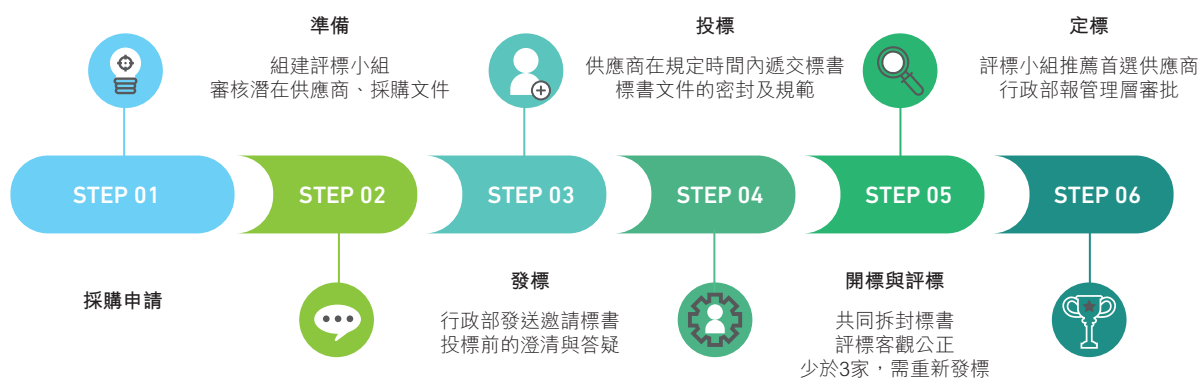 STEP 01
採購申請
準備
組建評標小組
審核潛在供應商、採購文件
STEP 02
STEP 03
發標
行政部發送邀請標書
投標前的澄清與答疑
投標
供應商在規定時間內遞交標書
標書文件的密封及規範
STEP 04
STEP 05
開標與評標
共同拆封標書
評標客觀公正
少於3家，需重新發標
定標
評標小組推薦首選供應商
行政部報管理層審批
STEP 06